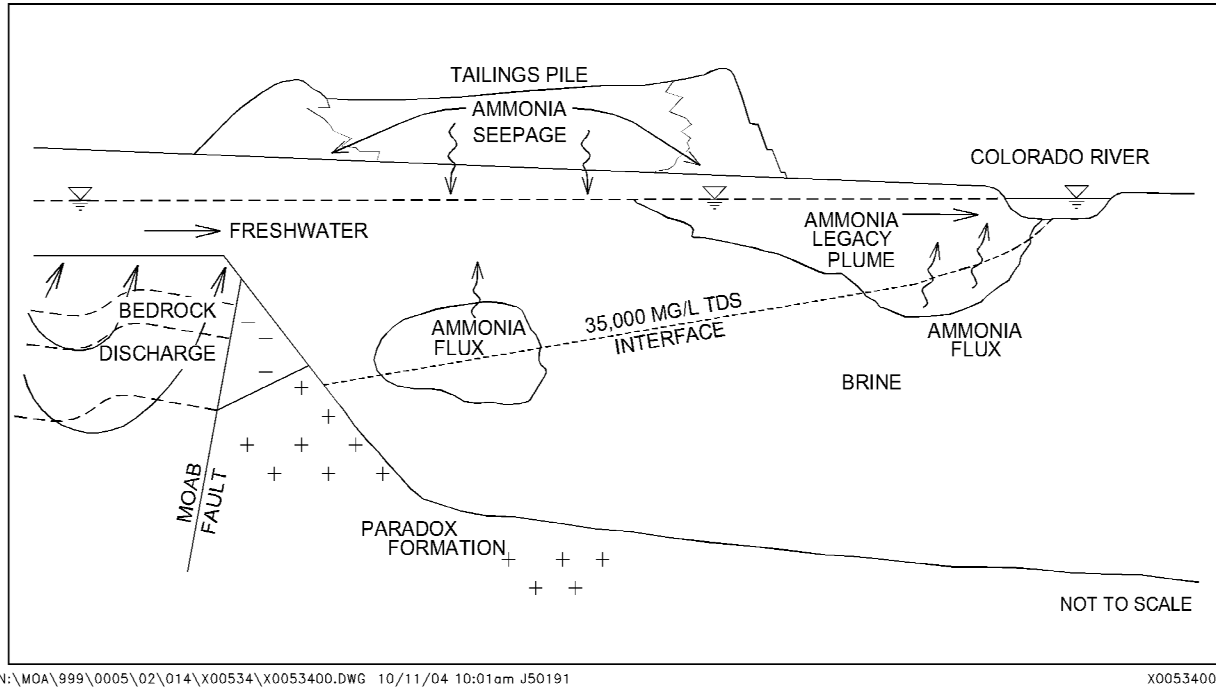 TAILINGS PILE
AMMONIA
SEEPAGE
COLORADO RIVER
FRESHWATER
AMMONIA
LEGACY
PLUME
BEDROCK
DISCHARGE
AMMONIA
FLUX
35,000 MG/L TDS
INTERFACE
AMMONIA
FLUX
BRINE
MOAB
FAULT
PARADOX
FORMATION
NOT TO SCALE
N:\MOA\999\0005\02\014\X00534\X0053400.DWG 10/11/04 10:01am J50191
X0053400